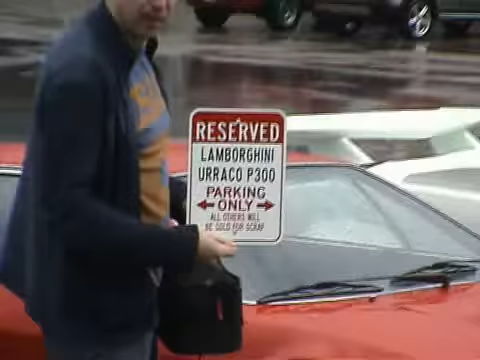 RESERVED
LAMBORGHINI
URRACO P300
PARKING
ONLY
ALL OTHERS WILL
BE SOLD FOR SCRAP